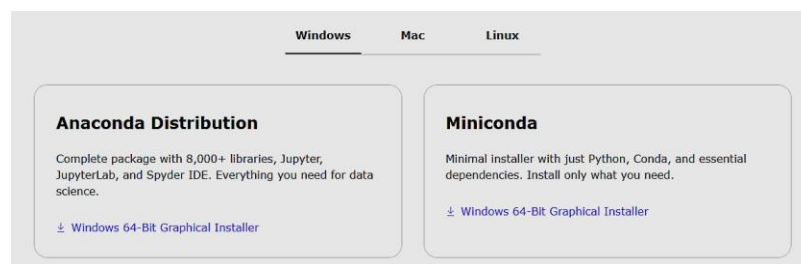 Windows Mac Linux
Anaconda Distribution
Complete package with 8,000+ libraries, Jupyter,
JupyterLab, and Spyder IDE. Everything you need for data
science.
Windows 64-Bit Graphical Installer
Miniconda
Minimal installer with just Python, Conda, and essential
dependencies. Install only what you need.
Windows 64-Bit Graphical Installer